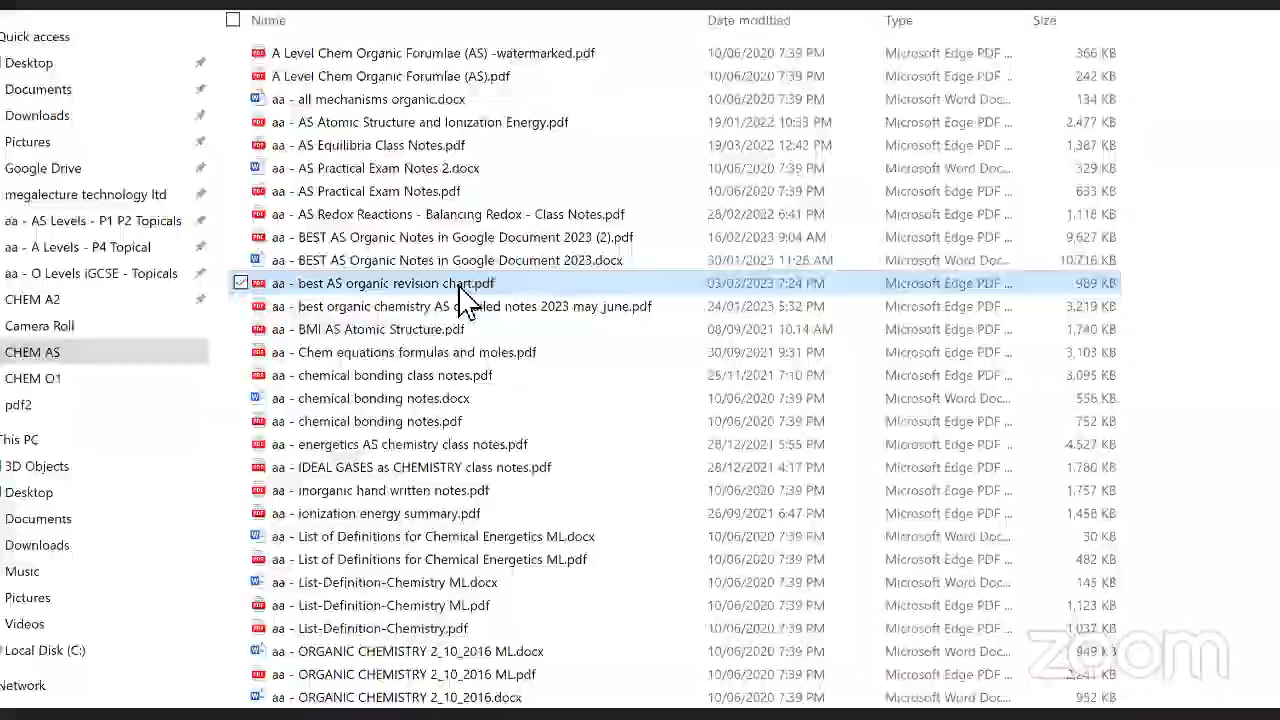 Name Date modified Type Size
Quick access
Desktop
Documents
Downloads
Pictures
Google Drive
megalecture technology ltd
aa - AS Levels - P1 P2 Topicals
aa - A Levels - P4 Topical
aa - O Levels iGCSE - Topicals
CHEM A2
Camera Roll
CHEM AS
CHEM O1
pdf2
This PC
3D Objects
Desktop
Documents
Downloads
Music
Pictures
Videos
Local Disk (C:)
Network
A Level Chem Organic Forumlae (AS) -watermarked.pdf 10/06/2020 7:39 PM Microsoft Edge PDF ... 366 KB
A Level Chem Organic Forumlae (AS).pdf 10/06/2020 7:39 PM Microsoft Edge PDF ... 242 KB
aa - all mechanisms organic.docx 10/06/2020 7:39 PM Microsoft Word Doc... 134 KB
aa - AS Atomic Structure and Ionization Energy.pdf 19/01/2022 10:33 PM Microsoft Edge PDF ... 2,477 KB
aa - AS Equilibria Class Notes.pdf 19/03/2022 12:42 PM Microsoft Edge PDF ... 1,387 KB
aa - AS Practical Exam Notes 2.docx 10/06/2020 7:39 PM Microsoft Word Doc... 329 KB
aa - AS Practical Exam Notes.pdf 10/06/2020 7:39 PM Microsoft Edge PDF ... 633 KB
aa - AS Redox Reactions - Balancing Redox - Class Notes.pdf 28/02/2022 6:41 PM Microsoft Edge PDF ... 1,118 KB
aa - BEST AS Organic Notes in Google Document 2023 (2).pdf 16/02/2023 9:04 AM Microsoft Edge PDF ... 9,627 KB
aa - BEST AS Organic Notes in Google Document 2023.docx 30/01/2023 11:26 AM Microsoft Word Doc... 10,716 KB
aa - best AS organic revision chart.pdf 03/03/2023 7:24 PM Microsoft Edge PDF ... 989 KB
aa - best organic chemistry AS detailed notes 2023 may_june.pdf 24/01/2023 5:32 PM Microsoft Edge PDF ... 3,219 KB
aa - BMI AS Atomic Structure.pdf 08/09/2021 10:14 AM Microsoft Edge PDF ... 1,740 KB
aa - Chem equations formulas and moles.pdf 30/09/2021 9:31 PM Microsoft Edge PDF ... 3,103 KB
aa - chemical bonding class notes.pdf 25/11/2021 7:10 PM Microsoft Edge PDF ... 3,095 KB
aa - chemical bonding notes.docx 10/06/2020 7:39 PM Microsoft Word Doc... 556 KB
aa - chemical bonding notes.pdf 10/06/2020 7:39 PM Microsoft Edge PDF ... 752 KB
aa - energetics AS chemistry class notes.pdf 28/12/2021 5:55 PM Microsoft Edge PDF ... 4,527 KB
aa - IDEAL GASES as CHEMISTRY class notes.pdf 28/12/2021 4:17 PM Microsoft Edge PDF ... 1,780 KB
aa - inorganic hand written notes.pdf 10/06/2020 7:39 PM Microsoft Edge PDF ... 1,757 KB
aa - ionization energy summary.pdf 26/09/2021 6:47 PM Microsoft Edge PDF ... 1,458 KB
aa - List of Definitions for Chemical Energetics ML.docx 10/06/2020 7:39 PM Microsoft Word Doc... 30 KB
aa - List of Definitions for Chemical Energetics ML.pdf 10/06/2020 7:39 PM Microsoft Edge PDF ... 482 KB
aa - List-Definition-Chemistry ML.docx 10/06/2020 7:39 PM Microsoft Word Doc... 145 KB
aa - List-Definition-Chemistry ML.pdf 10/06/2020 7:39 PM Microsoft Edge PDF ... 1,123 KB
aa - List-Definition-Chemistry.pdf 10/06/2020 7:39 PM Microsoft Edge PDF ... 1,037 KB
aa - ORGANIC CHEMISTRY 2_10_2016 ML.docx 10/06/2020 7:39 PM Microsoft Word Doc... 949 KB
aa - ORGANIC CHEMISTRY 2_10_2016 ML.pdf 10/06/2020 7:39 PM Microsoft Edge PDF ... 2,241 KB
aa - ORGANIC CHEMISTRY 2_10_2016.docx 10/06/2020 7:39 PM Microsoft Word Doc... 952 KB
zoom